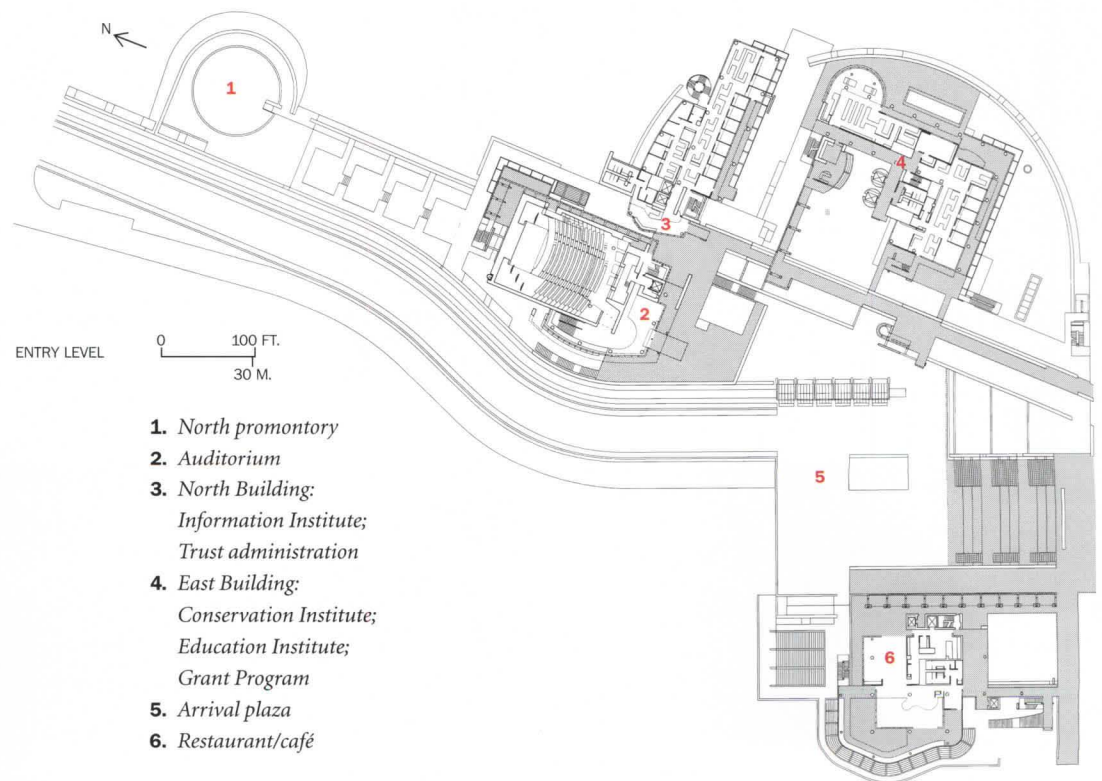 N
1
4
3
2
ENTRY LEVEL
0 100 FT.
30 M.
5
6
1. North promontory
2. Auditorium
3. North Building:
Information Institute;
Trust administration
4. East Building:
Conservation Institute;
Education Institute;
Grant Program
5. Arrival plaza
6. Restaurant/café